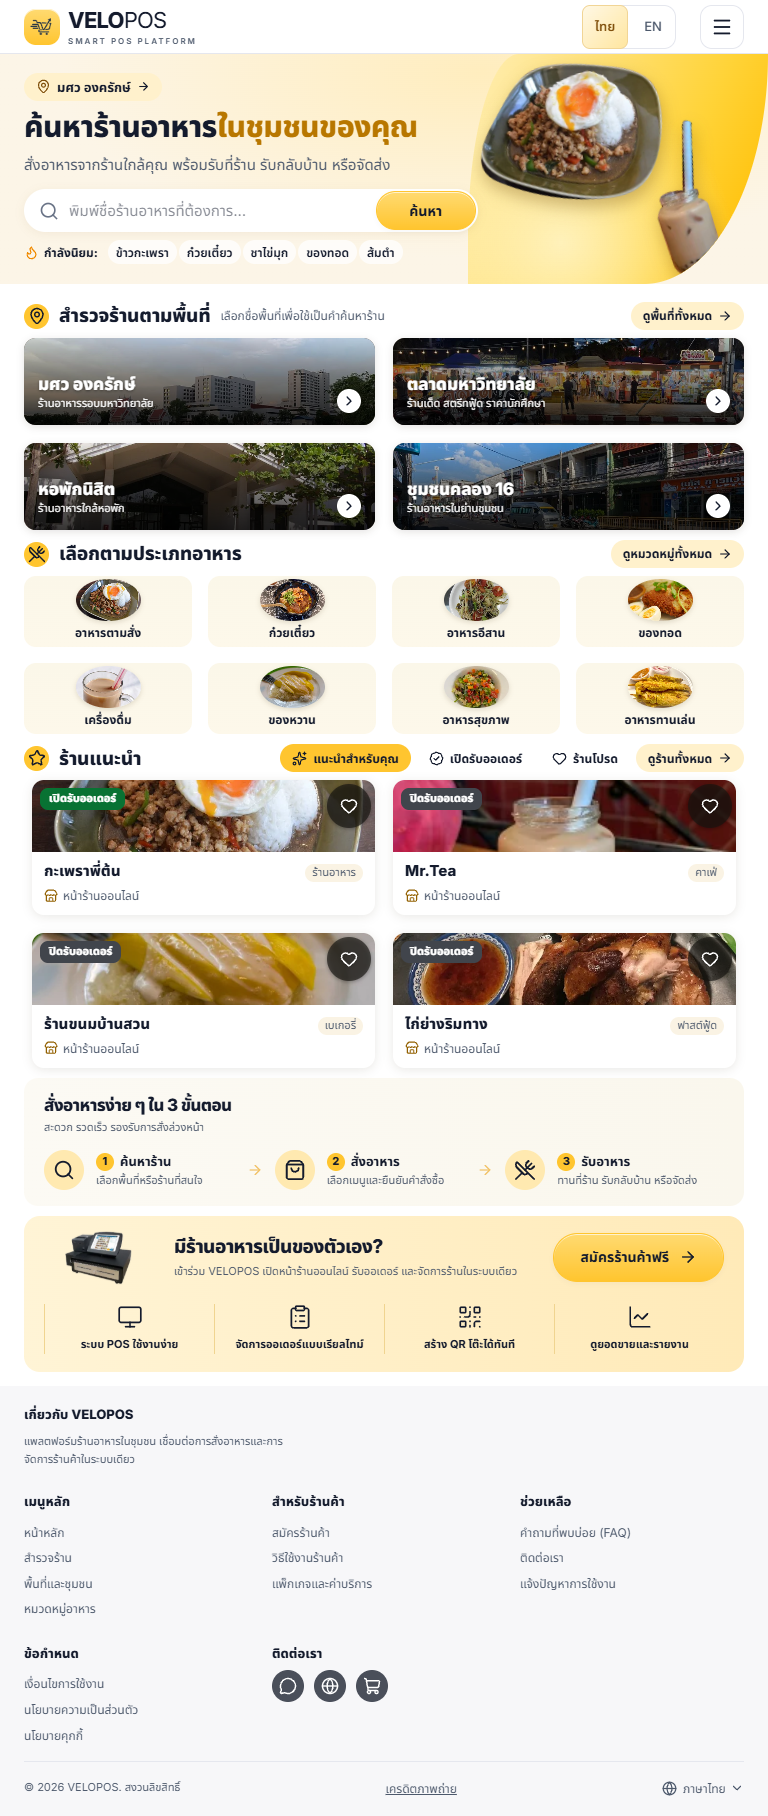 VELOPOS
SMART POS PLATFORM
ไทย
EN
มศว องครักษ์
ค้นหาร้านอาหารในชุมชนของคุณ
สั่งอาหารจากร้านใกล้คุณ พร้อมรับที่ร้าน รับกลับบ้าน หรือจัดส่ง
พิมพ์ชื่อร้านอาหารที่ต้องการ...
ค้นหา
กำลังนิยม:
ข้าวกะเพรา
ก๋วยเตี๋ยว
ชาไข่มุก
ของทอด
ส้มตำ
สำรวจร้านตามพื้นที่
เลือกชื่อพื้นที่เพื่อใช้เป็นคำค้นหาร้าน
ดูพื้นที่ทั้งหมด
มศว องครักษ์
ร้านอาหารรอบมหาวิทยาลัย
ตลาดมหาวิทยาลัย
ร้านเด็ด สตรีทฟู้ด ราคานักศึกษา
หอพักนิสิต
ร้านอาหารใกล้หอพัก
ชุมชนคลอง 16
ร้านอาหารในย่านชุมชน
เลือกตามประเภทอาหาร
ดูหมวดหมู่ทั้งหมด
อาหารตามสั่ง
ก๋วยเตี๋ยว
อาหารอีสาน
ของทอด
เครื่องดื่ม
ของหวาน
อาหารสุขภาพ
อาหารทานเล่น
ร้านแนะนำ
แนะนำสำหรับคุณ
เปิดรับออเดอร์
ร้านโปรด
ดูร้านทั้งหมด
เปิดรับออเดอร์
กะเพราพี่ต้น
ร้านอาหาร
หน้าร้านออนไลน์
ปิดรับออเดอร์
Mr.Tea
คาเฟ่
หน้าร้านออนไลน์
ปิดรับออเดอร์
ร้านขนมบ้านสวน
เบเกอรี่
หน้าร้านออนไลน์
ปิดรับออเดอร์
ไก่ย่างริมทาง
ฟาสต์ฟู้ด
หน้าร้านออนไลน์
สั่งอาหารง่าย ๆ ใน 3 ขั้นตอน
สะดวก รวดเร็ว รองรับการสั่งล่วงหน้า
1 ค้นหาร้าน
เลือกพื้นที่หรือร้านที่สนใจ
2 สั่งอาหาร
เลือกเมนูและยืนยันคำสั่งซื้อ
3 รับอาหาร
ทานที่ร้าน รับกลับบ้าน หรือจัดส่ง
มีร้านอาหารเป็นของตัวเอง?
เข้าร่วม VELOPOS เปิดหน้าร้านออนไลน์ รับออเดอร์ และจัดการร้านในระบบเดียว
สมัครร้านค้าฟรี
ระบบ POS ใช้งานง่าย
จัดการออเดอร์แบบเรียลไทม์
สร้าง QR โต๊ะได้ทันที
ดูยอดขายและรายงาน
เกี่ยวกับ VELOPOS
แพลตฟอร์มร้านอาหารในชุมชน เชื่อมต่อการสั่งอาหารและการ
จัดการร้านค้าในระบบเดียว
เมนูหลัก
หน้าหลัก
สำรวจร้าน
พื้นที่และชุมชน
หมวดหมู่อาหาร
สำหรับร้านค้า
สมัครร้านค้า
วิธีใช้งานร้านค้า
แพ็กเกจและค่าบริการ
ช่วยเหลือ
คำถามที่พบบ่อย (FAQ)
ติดต่อเรา
แจ้งปัญหาการใช้งาน
ข้อกำหนด
เงื่อนไขการใช้งาน
นโยบายความเป็นส่วนตัว
นโยบายคุกกี้
ติดต่อเรา
© 2026 VELOPOS. สงวนลิขสิทธิ์
เครดิตภาพถ่าย
ภาษาไทย